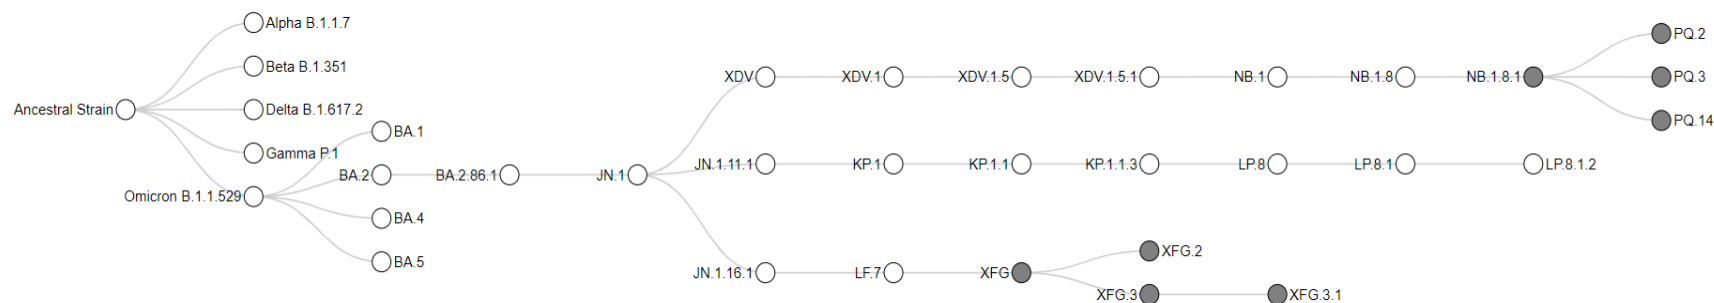 Alpha B.1.1.7
Beta B.1.351
Ancestral Strain
Delta B.1.617.2
Gamma P.1
Omicron B.1.1.529
BA.1
BA.2
BA.4
BA.5
BA.2.86.1
JN.1
XDV
XDV.1
XDV.1.5
XDV.1.5.1
NB.1
NB.1.8
NB.1.8.1
PQ.2
PQ.3
PQ.14
JN.1.11.1
KP.1
KP.1.1
KP.1.1.3
LP.8
LP.8.1
LP.8.1.2
JN.1.16.1
LF.7
XFG
XFG.2
XFG.3
XFG.3.1